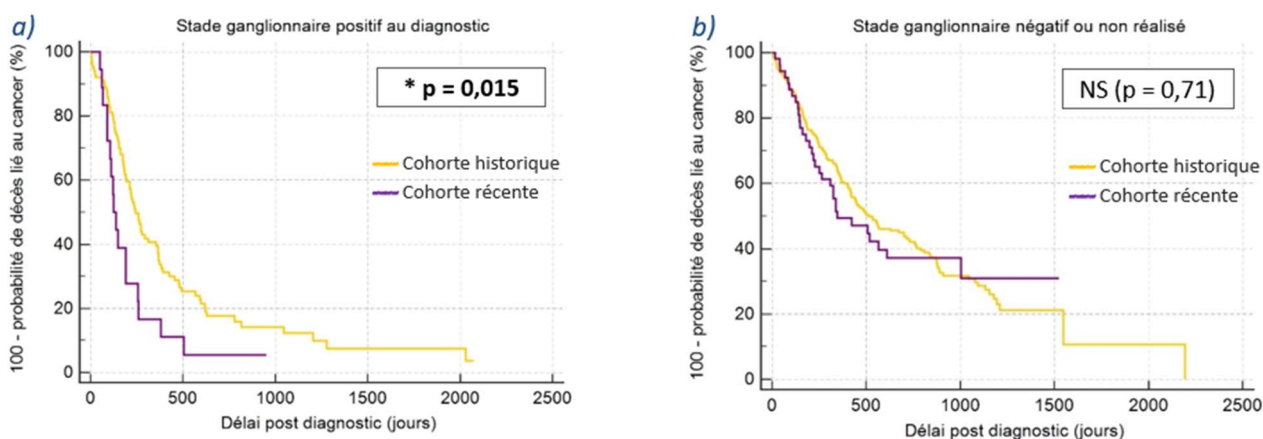 a)
Stade ganglionnaire positif au diagnostic
100 - probabilité de décès lié au cancer (%)
100
80
60
40
20
0
* p = 0,015
Cohorte historique
Cohorte récente
0 500 1000 1500 2000 2500
Délai post diagnostic (jours)
b)
Stade ganglionnaire négatif ou non réalisé
100 - probabilité de décès lié au cancer (%)
100
80
60
40
20
0
NS (p = 0,71)
Cohorte historique
Cohorte récente
0 500 1000 1500 2000 2500
Délai post diagnostic (jours)